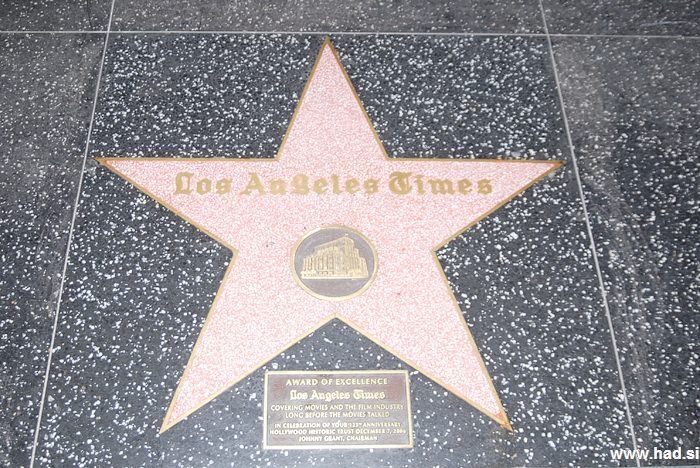 Los Angeles Times
AWARD OF EXCELLENCE
Los Angeles Times
COVERING MOVIES AND THE FILM INDUSTRY
LONG BEFORE THE MOVIES TALKED
IN CELEBRATION OF YOUR 125TH ANNIVERSARY
HOLLYWOOD HISTORIC TRUST DECEMBER 7, 2006
JOHNNY GRANT, CHAIRMAN
www.had.si